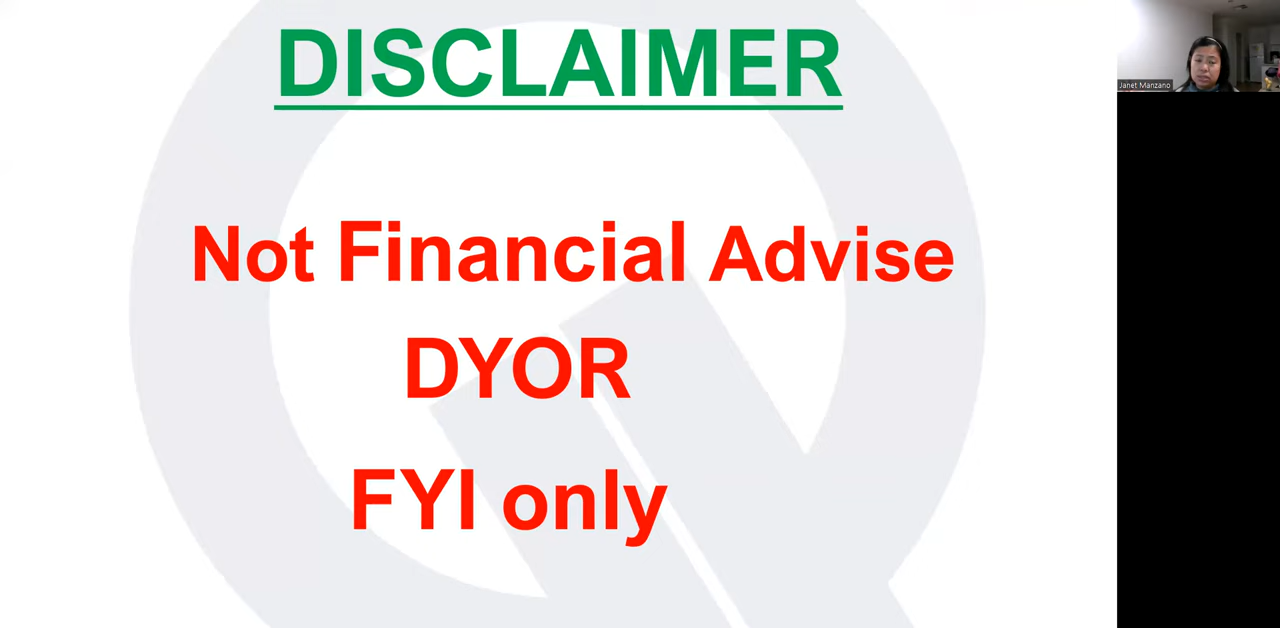 DISCLAIMER
Janet Manzano
Not Financial Advise
DYOR
FYI only